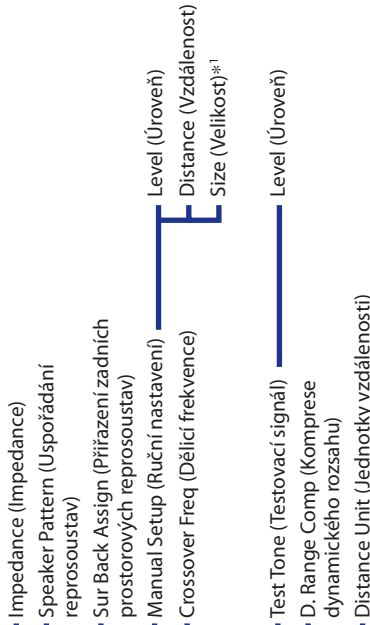 Impedance (Impedance)
Speaker Pattern (Uspořádání
reprosoustav)
Sur Back Assign (Přiřazení zadních
prostorových reprosoustav)
Manual Setup (Ruční nastavení)
Level (Úroveň)
Distance (Vzdálenost)
Size (Velikost)*1
Crossover Freq (Dělicí frekvence)
Test Tone (Testovací signál)
Level (Úroveň)
D. Range Comp (Komprese
dynamického rozsahu)
Distance Unit (Jednotky vzdálenosti)